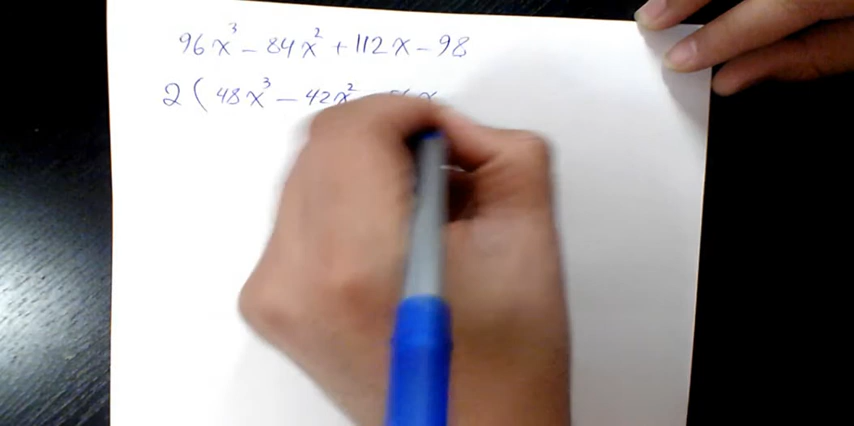 96x³ - 84x² + 112x - 98
2 ( 48x³ - 42x²